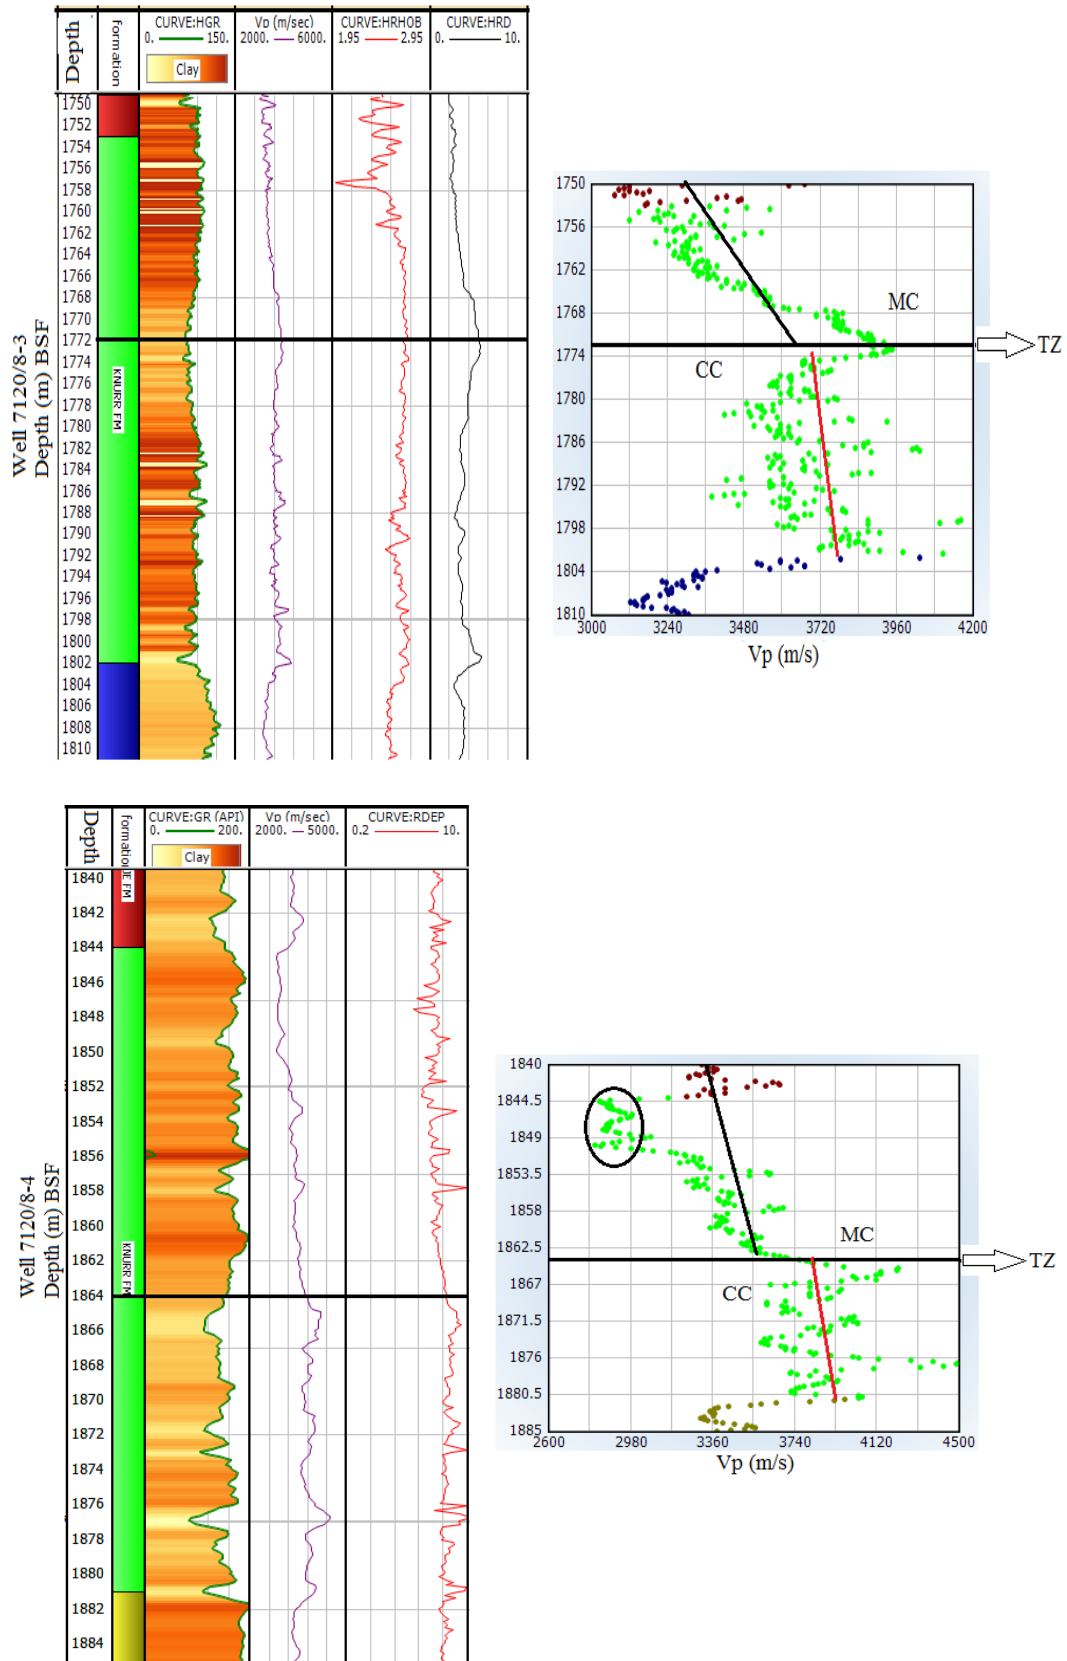 Depth
formation
CURVE:HGR
0. 150.
Clay
Vp (m/sec)
2000. 6000.
CURVE:HRHOB
1.95 2.95
CURVE:HRD
0. 10.
Well 7120/8-3
Depth (m) BSF
1750
1752
1754
1756
1758
1760
1762
1764
1766
1768
1770
1772
1774
1776
1778
1780
1782
1784
1786
1788
1790
1792
1794
1796
1798
1800
1802
1804
1806
1808
1810
KNURR FM
1750
1756
1762
1768
1774
1780
1786
1792
1798
1804
1810
MC
CC
TZ
3000 3240 3480 3720 3960 4200
Vp (m/s)
Depth
formation
CURVE:GR (API)
0. 200.
Clay
Vp (m/sec)
2000. 5000.
CURVE:RDEP
0.2 10.
Well 7120/8-4
Depth (m) BSF
1840
1842
1844
1846
1848
1850
1852
1854
1856
1858
1860
1862
1864
1866
1868
1870
1872
1874
1876
1878
1880
1882
1884
DE FM
KNURR FM
1840
1844.5
1849
1853.5
1858
1862.5
1867
1871.5
1876
1880.5
1885
MC
CC
TZ
2600 2980 3360 3740 4120 4500
Vp (m/s)